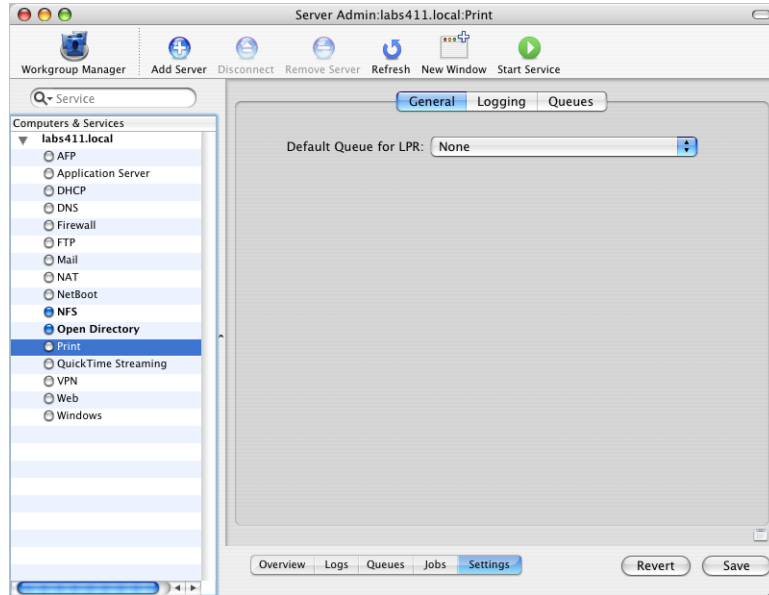 Server Admin:labs411.local:Print
Workgroup Manager Add Server Disconnect Remove Server Refresh New Window Start Service
Service
General Logging Queues
Computers & Services
labs411.local
Default Queue for LPR: None
AFP
Application Server
DHCP
DNS
Firewall
FTP
Mail
NAT
NetBoot
NFS
Open Directory
Print
QuickTime Streaming
VPN
Web
Windows
Overview Logs Queues Jobs Settings Revert Save